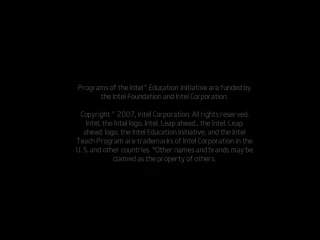 Programs of the Intel® Education Initiative are funded by
the Intel Foundation and Intel Corporation.
Copyright © 2007, Intel Corporation. All rights reserved.
Intel, the Intel logo, Intel. Leap ahead., the Intel. Leap
ahead. logo, the Intel Education Initiative, and the Intel
Teach Program are trademarks of Intel Corporation in the
U.S. and other countries. *Other names and brands may be
claimed as the property of others.